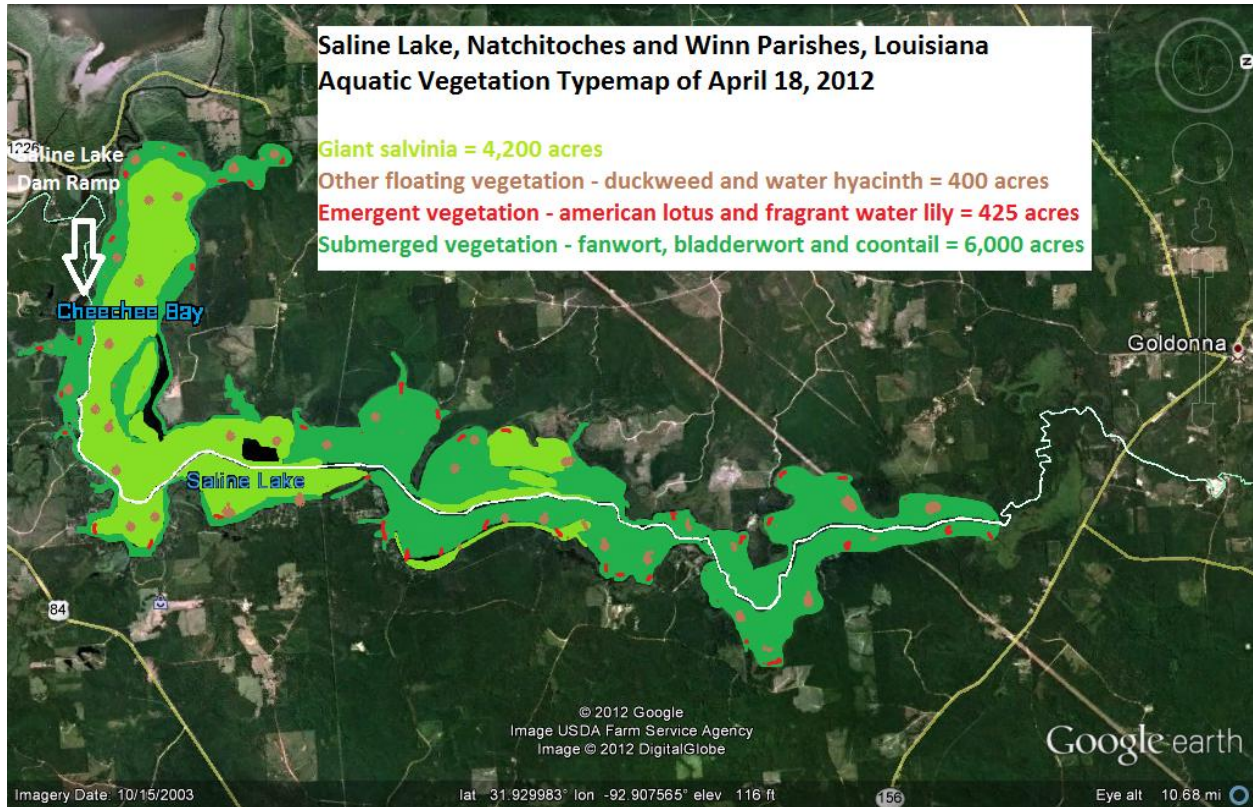 Saline Lake, Natchitoches and Winn Parishes, Louisiana
Aquatic Vegetation Typemap of April 18, 2012
Giant salvinia = 4,200 acres
Other floating vegetation - duckweed and water hyacinth = 400 acres
Emergent vegetation - american lotus and fragrant water lily = 425 acres
Submerged vegetation - fanwort, bladderwort and coontail = 6,000 acres
N
1226
Saline Lake
Dam Ramp
Cheechee Bay
Goldonna
Saline Lake
84
© 2012 Google
Image USDA Farm Service Agency
Image © 2012 DigitalGlobe
Google earth
Imagery Date: 10/15/2003
lat 31.929983° lon -92.907565° elev 116 ft
156
Eye alt 10.68 mi